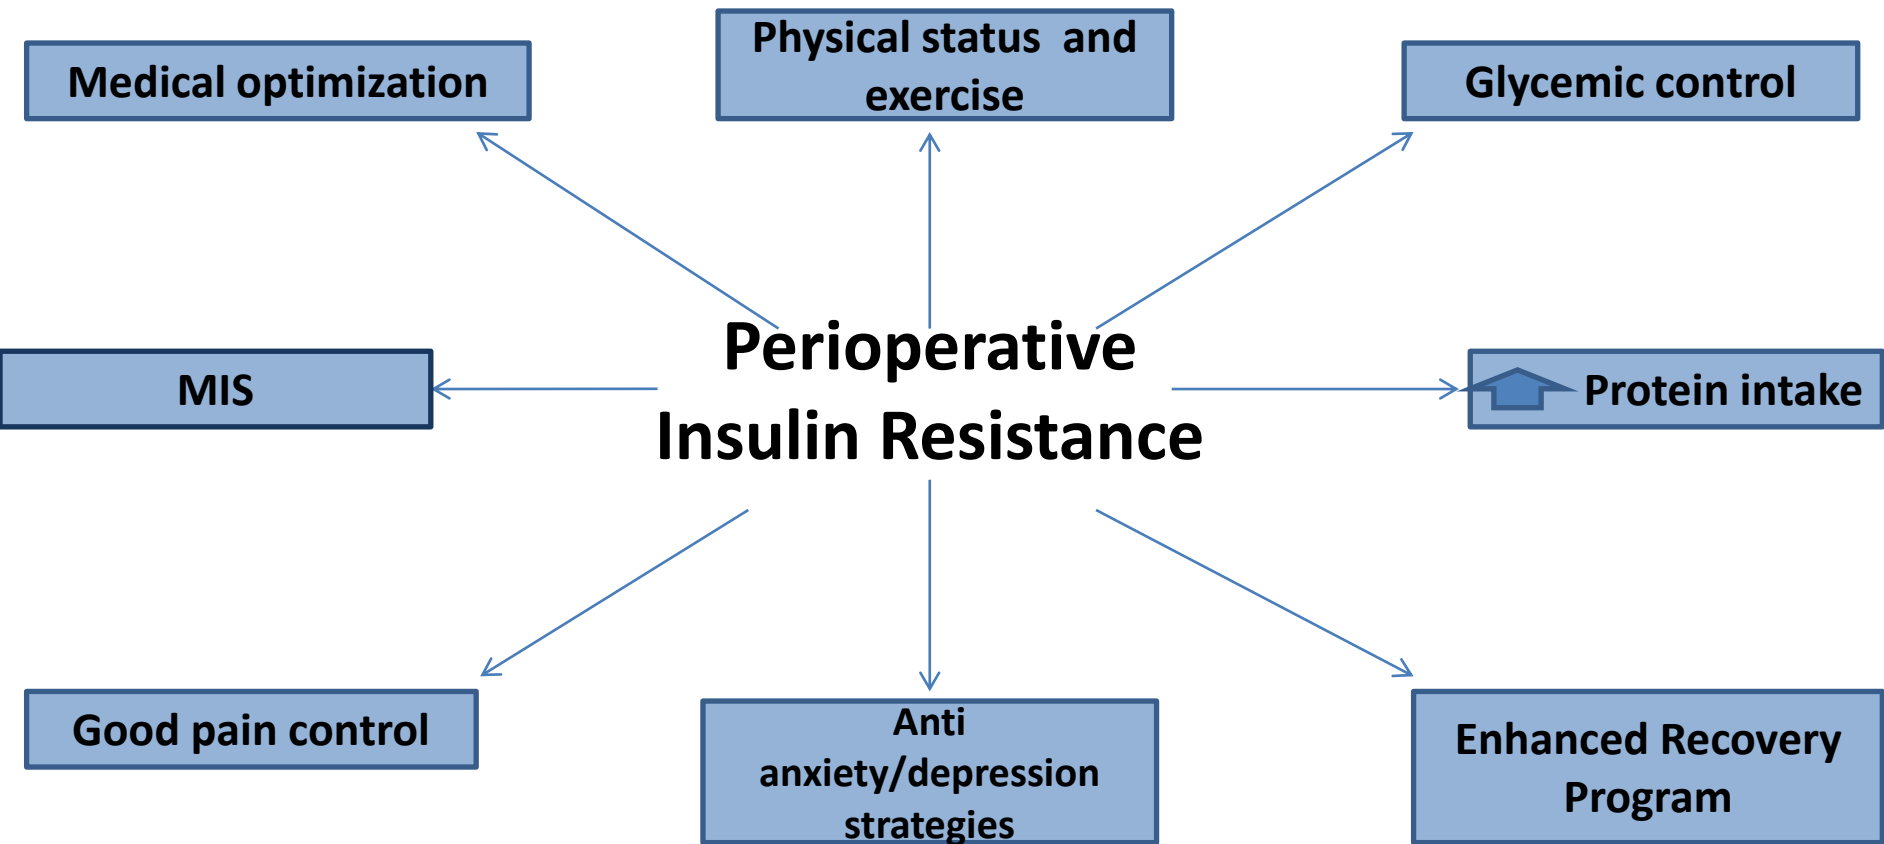 Physical status and
exercise
Medical optimization
Glycemic control
Perioperative
Insulin Resistance
MIS
Protein intake
Good pain control
Anti
anxiety/depression
strategies
Enhanced Recovery
Program